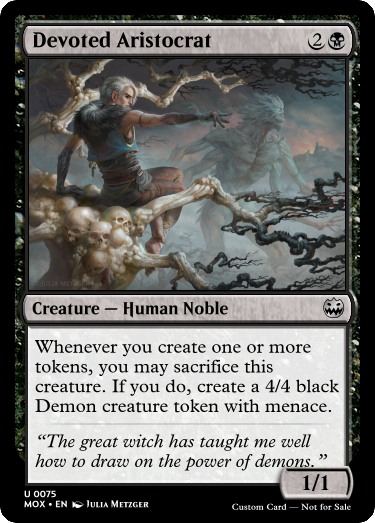 Devoted Aristocrat 2
Creature — Human Noble
Whenever you create one or more
tokens, you may sacrifice this
creature. If you do, create a 4/4 black
Demon creature token with menace.
“The great witch has taught me well
how to draw on the power of demons.”
1/1
U 0075
MOX • EN Julia Metzger
Custom Card — Not for Sale